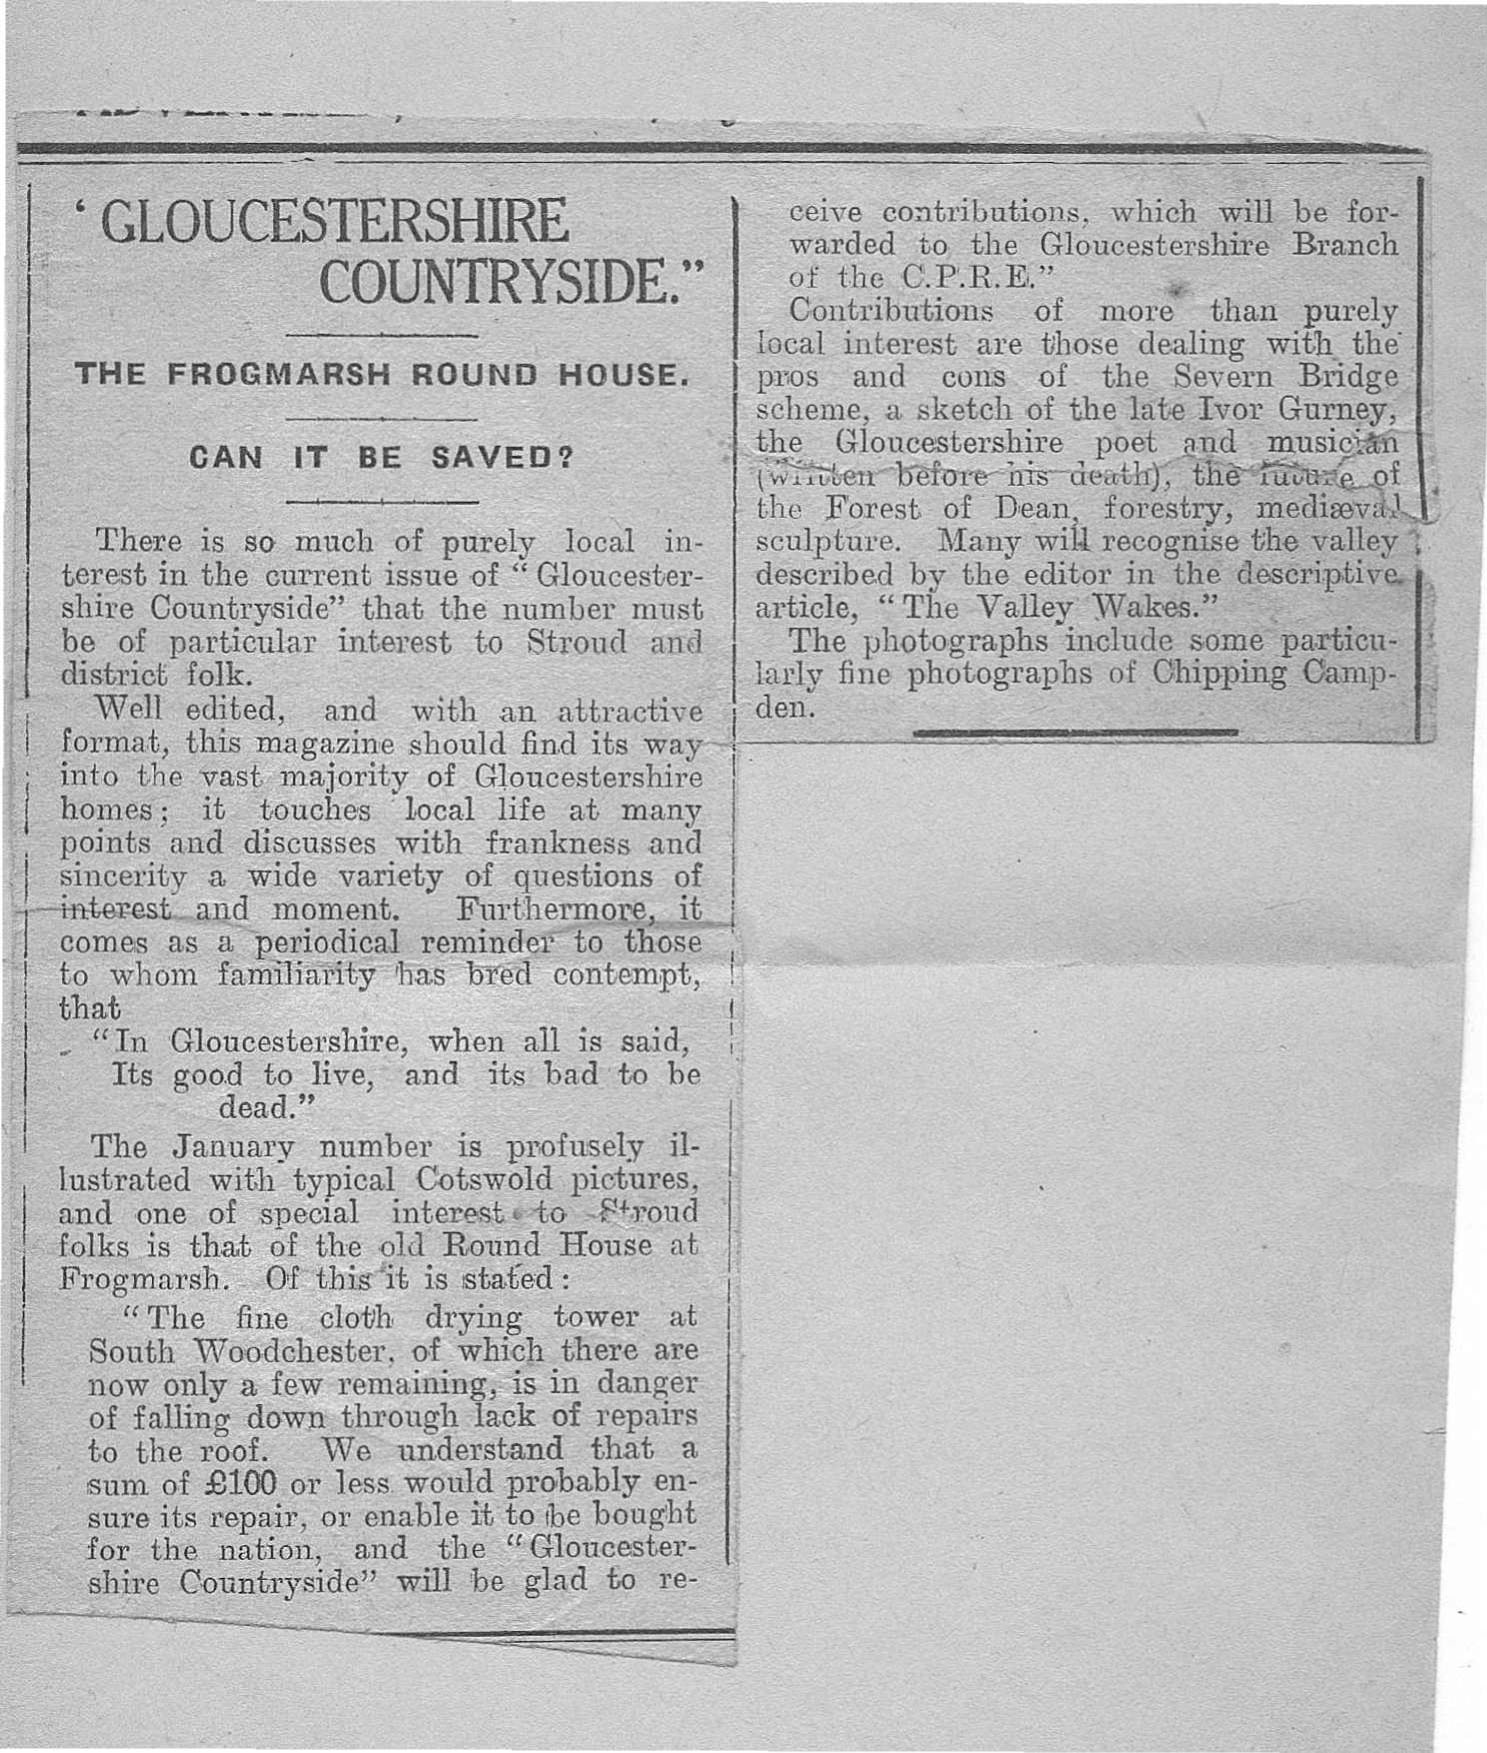 ‘ GLOUCESTERSHIRE
COUNTRYSIDE.”
THE FROGMARSH ROUND HOUSE.
CAN IT BE SAVED?
There is so much of purely local in-
terest in the current issue of “ Gloucester-
shire Countryside” that the number must
be of particular interest to Stroud and
district folk.
Well edited, and with an attractive
format, this magazine should find its way
into the vast majority of Gloucestershire
homes; it touches local life at many
points and discusses with frankness and
sincerity a wide variety of questions of
interest and moment. Furthermore, it
comes as a periodical reminder to those
to whom familiarity has bred contempt,
that
“In Gloucestershire, when all is said,
Its good to live, and its bad to be
dead.”
The January number is profusely il-
lustrated with typical Cotswold pictures,
and one of special interest to Stroud
folks is that of the old Round House at
Frogmarsh. Of this it is stated :
“ The fine cloth drying tower at
South Woodchester, of which there are
now only a few remaining, is in danger
of falling down through lack of repairs
to the roof. We understand that a
sum of £100 or less would probably en-
sure its repair, or enable it to be bought
for the nation, and the “Gloucester-
shire Countryside” will be glad to re-
ceive contributions, which will be for-
warded to the Gloucestershire Branch
of the C.P.R.E.”
Contributions of more than purely
local interest are those dealing with the
pros and cons of the Severn Bridge
scheme, a sketch of the late Ivor Gurney,
the Gloucestershire poet and musician
(written before his death), the future of
the Forest of Dean, forestry, mediæval
sculpture. Many will recognise the valley
described by the editor in the descriptive
article, “The Valley Wakes.”
The photographs include some particu-
larly fine photographs of Chipping Camp-
den.